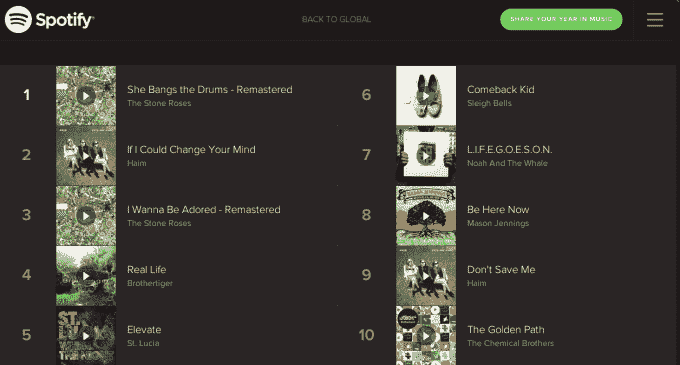 Spotify
BACK TO GLOBAL
SHARE YOUR YEAR IN MUSIC
1
She Bangs the Drums - Remastered
The Stone Roses
2
If I Could Change Your Mind
Haim
3
I Wanna Be Adored - Remastered
The Stone Roses
4
Real Life
Brothertiger
5
Elevate
St. Lucia
6
Comeback Kid
Sleigh Bells
7
L.I.F.E.G.O.E.S.O.N.
Noah And The Whale
8
Be Here Now
Mason Jennings
9
Don't Save Me
Haim
10
The Golden Path
The Chemical Brothers